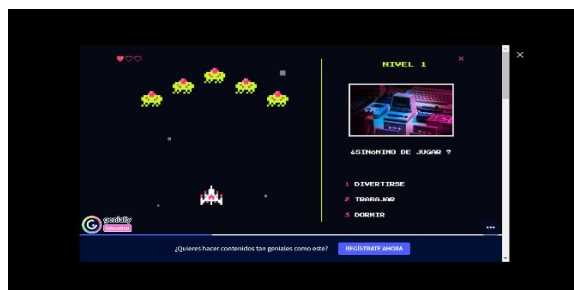 NIVEL 1
¿SINóNIMO DE JUGAR ?
1 DIVERTIRSE
2 TRABAJAR
3 DORMIR
genially
Education
¿Quieres hacer contenidos tan geniales como este?
REGÍSTRATE AHORA